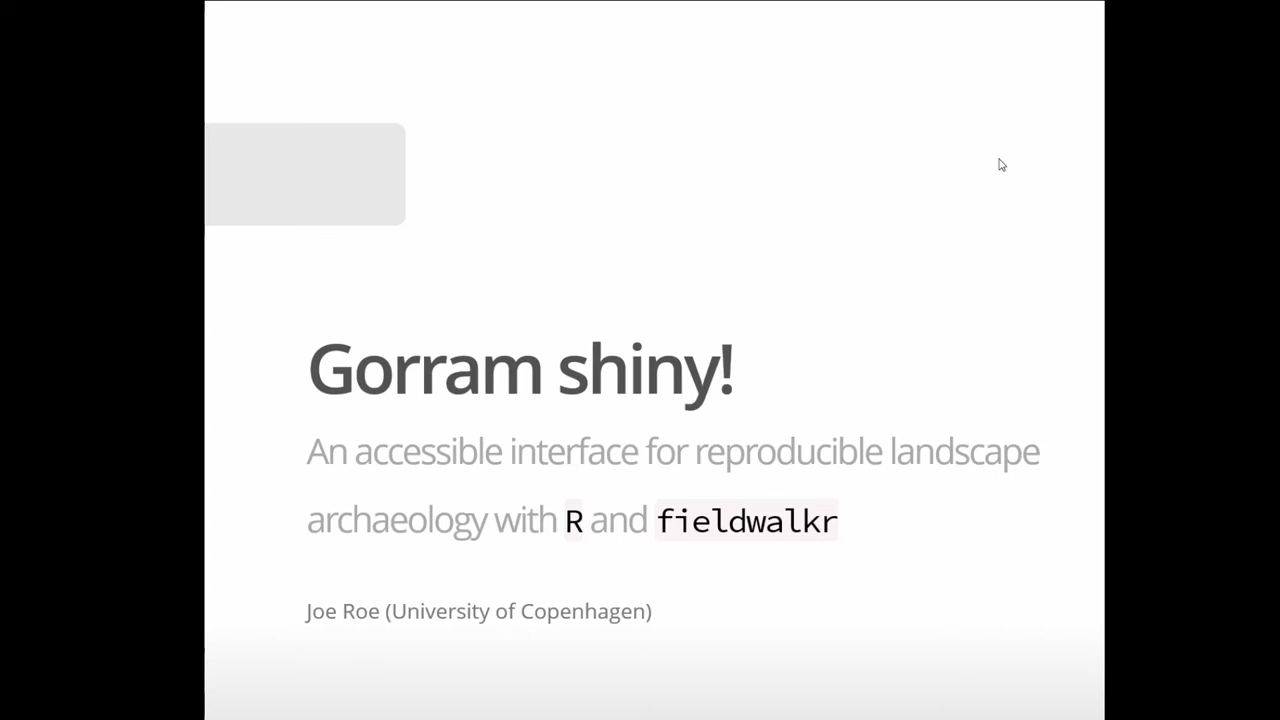 Gorram shiny!
An accessible interface for reproducible landscape
archaeology with R and fieldwalkr
Joe Roe (University of Copenhagen)